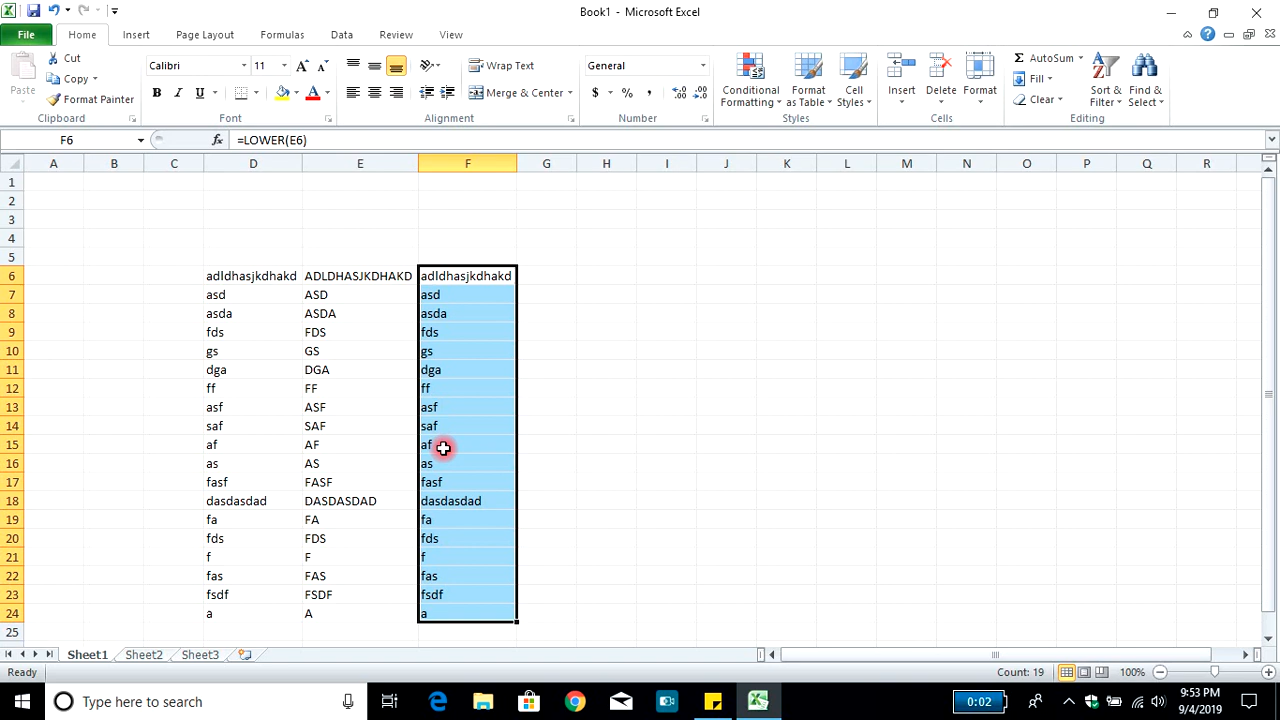 Book1 - Microsoft Excel
File Home Insert Page Layout Formulas Data Review View
Paste
Cut
Copy
Format Painter
Clipboard
Calibri 11
B I U
Font
Wrap Text
Merge & Center
Alignment
General
$ % ,
Number
Conditional Formatting
Format as Table
Cell Styles
Styles
Insert
Delete
Format
Cells
AutoSum
Fill
Clear
Sort & Filter
Find & Select
Editing
F6 fx =LOWER(E6)
A B C D E F G H I J K L M N O P Q R
1
2
3
4
5
6 adldhasjkdhakd ADLDHASJKDHAKD adldhasjkdhakd
7 asd ASD asd
8 asda ASDA asda
9 fds FDS fds
10 gs GS gs
11 dga DGA dga
12 ff FF ff
13 asf ASF asf
14 saf SAF saf
15 af AF af
16 as AS as
17 fasf FASF fasf
18 dasdasdad DASDASDAD dasdasdad
19 fa FA fa
20 fds FDS fds
21 f F f
22 fas FAS fas
23 fsdf FSDF fsdf
24 a A a
25
Sheet1 Sheet2 Sheet3
Ready Count: 19 100%
Type here to search 0:02 9:53 PM
9/4/2019